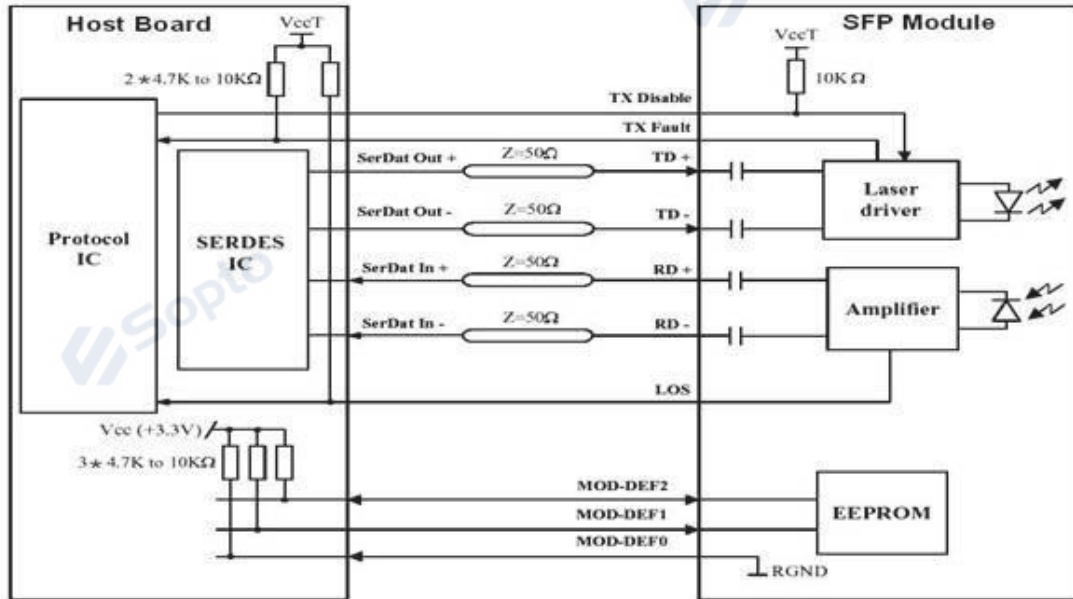 Host Board
SFP Module
VccT
VccT
2*4.7K to 10KΩ
10K Ω
TX Disable
TX Fault
SerDat Out +
Z=50Ω
TD +
SerDat Out -
Z=50Ω
TD -
Laser
driver
Protocol
IC
SERDES
IC
SerDat In +
Z=50Ω
RD +
SerDat In -
Z=50Ω
RD -
Amplifier
Sopto
LOS
Vcc (+3.3V)
3*4.7K to 10KΩ
MOD-DEF2
MOD-DEF1
MOD-DEF0
EEPROM
RGND